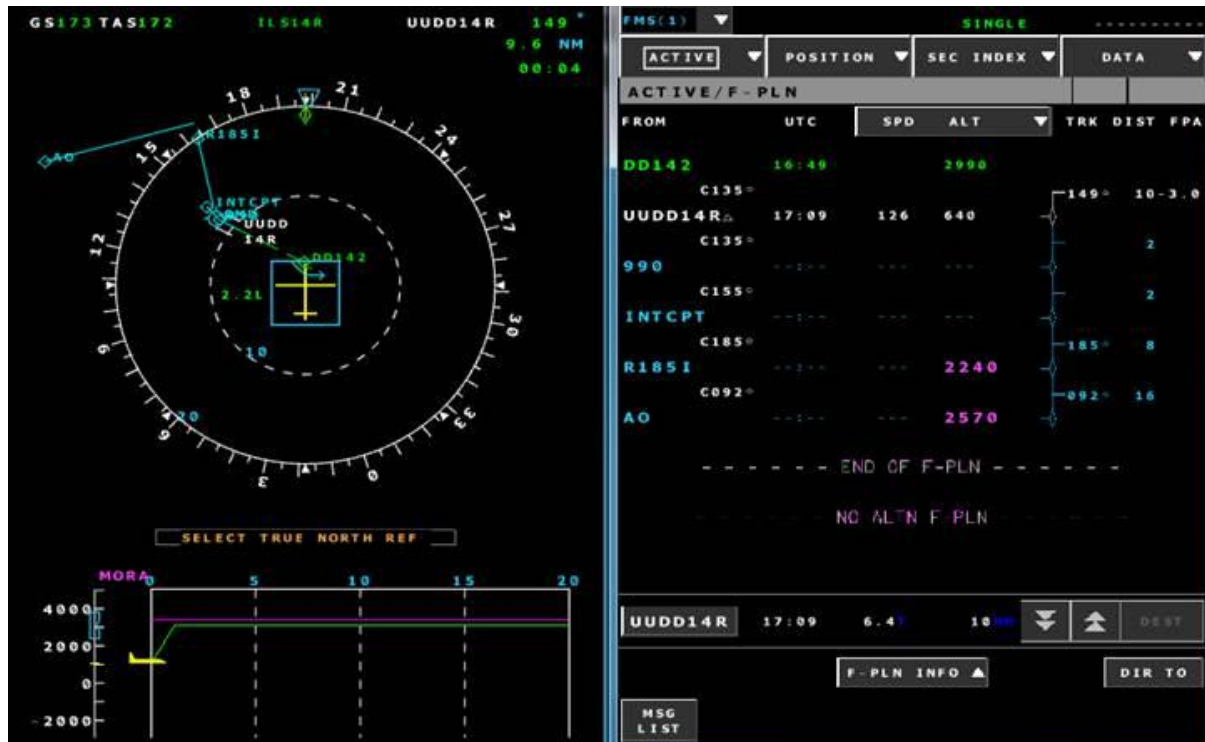 GS173 TAS172 ILS14R UUDD14R 149°
9.6 NM
00:04
18
21
15
24
12
27
9
30
6
33
3
0
R185I
AO
INTCPT
UUDD
14R
DD142
2.2L
10
20
SELECT TRUE NORTH REF
MORA
0 5 10 15 20
4000
2000
0
-2000
FMS(1) SINGLE ----------
ACTIVE POSITION SEC INDEX DATA
ACTIVE/F-PLN
FROM UTC SPD ALT TRK DIST FPA
DD142 16:49 2990
C135° 149° 10-3.0
UUDD14R 17:09 126 640
C135° 2
990 --:-- --- ---
C155° 2
INTCPT --:-- --- ---
C185° 185° 8
R185I --:-- --- 2240
C092° 092° 16
AO --:-- --- 2570
- - - - - - END OF F-PLN - - - - - -
NO ALTN F-PLN
UUDD14R 17:09 6.4T 10NM DEST
F-PLN INFO DIR TO
MSG
LIST